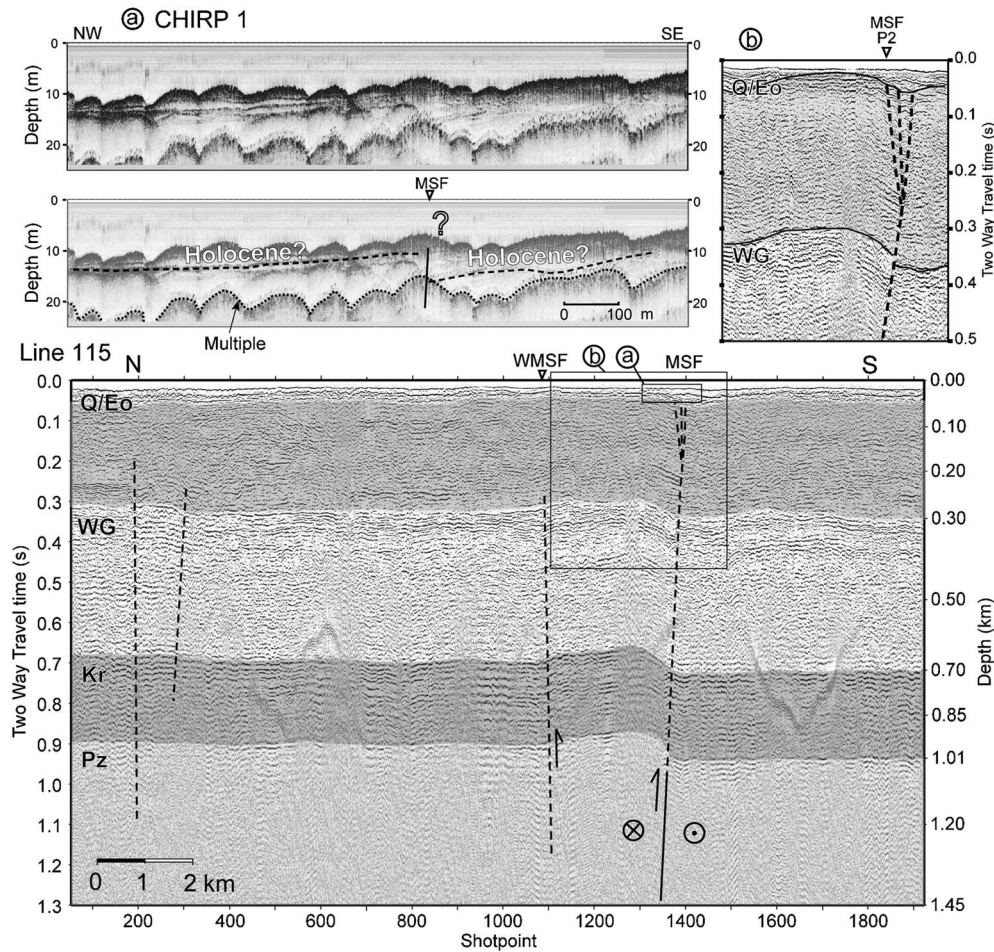 ⓐ CHIRP 1
NW SE
0 0
10 10
20 20
Depth (m)
MSF
?
0 0
10 10
20 20
Depth (m)
Holocene? Holocene?
0 100 m
Multiple
ⓑ
MSF
P2
Q/Eo
WG
0.0
0.1
0.2
0.3
0.4
0.5
Two Way Travel time (s)
Line 115
N WMSF ⓑ ⓐ MSF S
0.0 0.00
Q/Eo
0.1 0.10
0.2 0.20
0.3 0.30
WG
0.4
0.5 0.50
0.6
0.7 0.70
Kr
0.8 0.85
0.9 1.01
Pz
1.0
1.1 1.20
1.2
1.3 1.45
Two Way Travel time (s)
Depth (km)
0 1 2 km
200 400 600 800 1000 1200 1400 1600 1800
Shotpoint